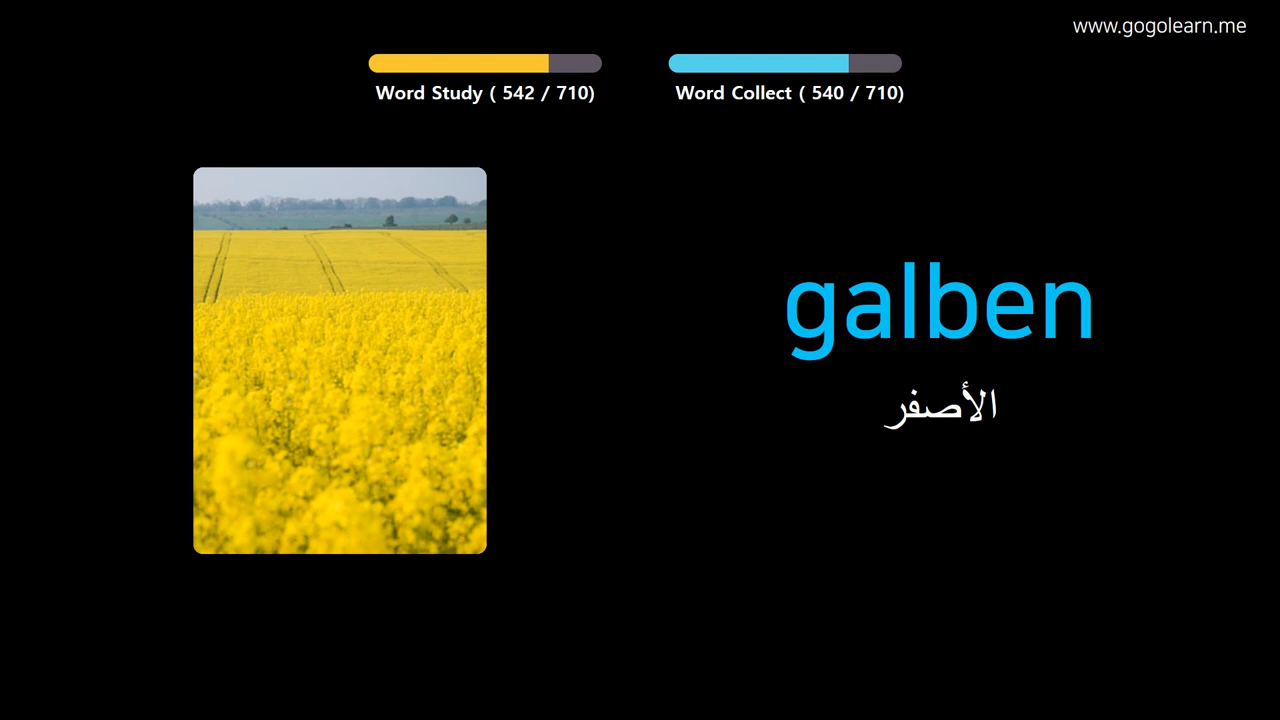 www.gogolearn.me
Word Study ( 542 / 710)
Word Collect ( 540 / 710)
galben
الأصفر